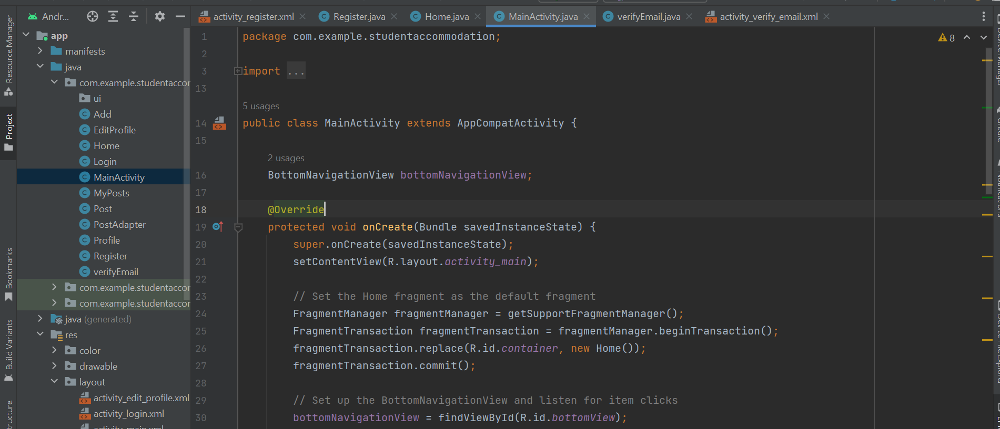 Andr...
activity_register.xml
Register.java
Home.java
MainActivity.java
verifyEmail.java
activity_verify_email.xml
Resource Manager
Project
Bookmarks
Build Variants
app
manifests
java
com.example.studentaccor
ui
Add
EditProfile
Home
Login
MainActivity
MyPosts
Post
PostAdapter
Profile
Register
verifyEmail
com.example.studentaccor
com.example.studentaccor
java (generated)
res
color
drawable
layout
activity_edit_profile.xml
activity_login.xml
activity_main.xml
8
1 package com.example.studentaccommodation;
2
3 import ...
13
5 usages
14 public class MainActivity extends AppCompatActivity {
15
2 usages
16 BottomNavigationView bottomNavigationView;
17
18 @Override
19 protected void onCreate(Bundle savedInstanceState) {
20 super.onCreate(savedInstanceState);
21 setContentView(R.layout.activity_main);
22
23 // Set the Home fragment as the default fragment
24 FragmentManager fragmentManager = getSupportFragmentManager();
25 FragmentTransaction fragmentTransaction = fragmentManager.beginTransaction();
26 fragmentTransaction.replace(R.id.container, new Home());
27 fragmentTransaction.commit();
28
29 // Set up the BottomNavigationView and listen for item clicks
30 bottomNavigationView = findViewById(R.id.bottomView);